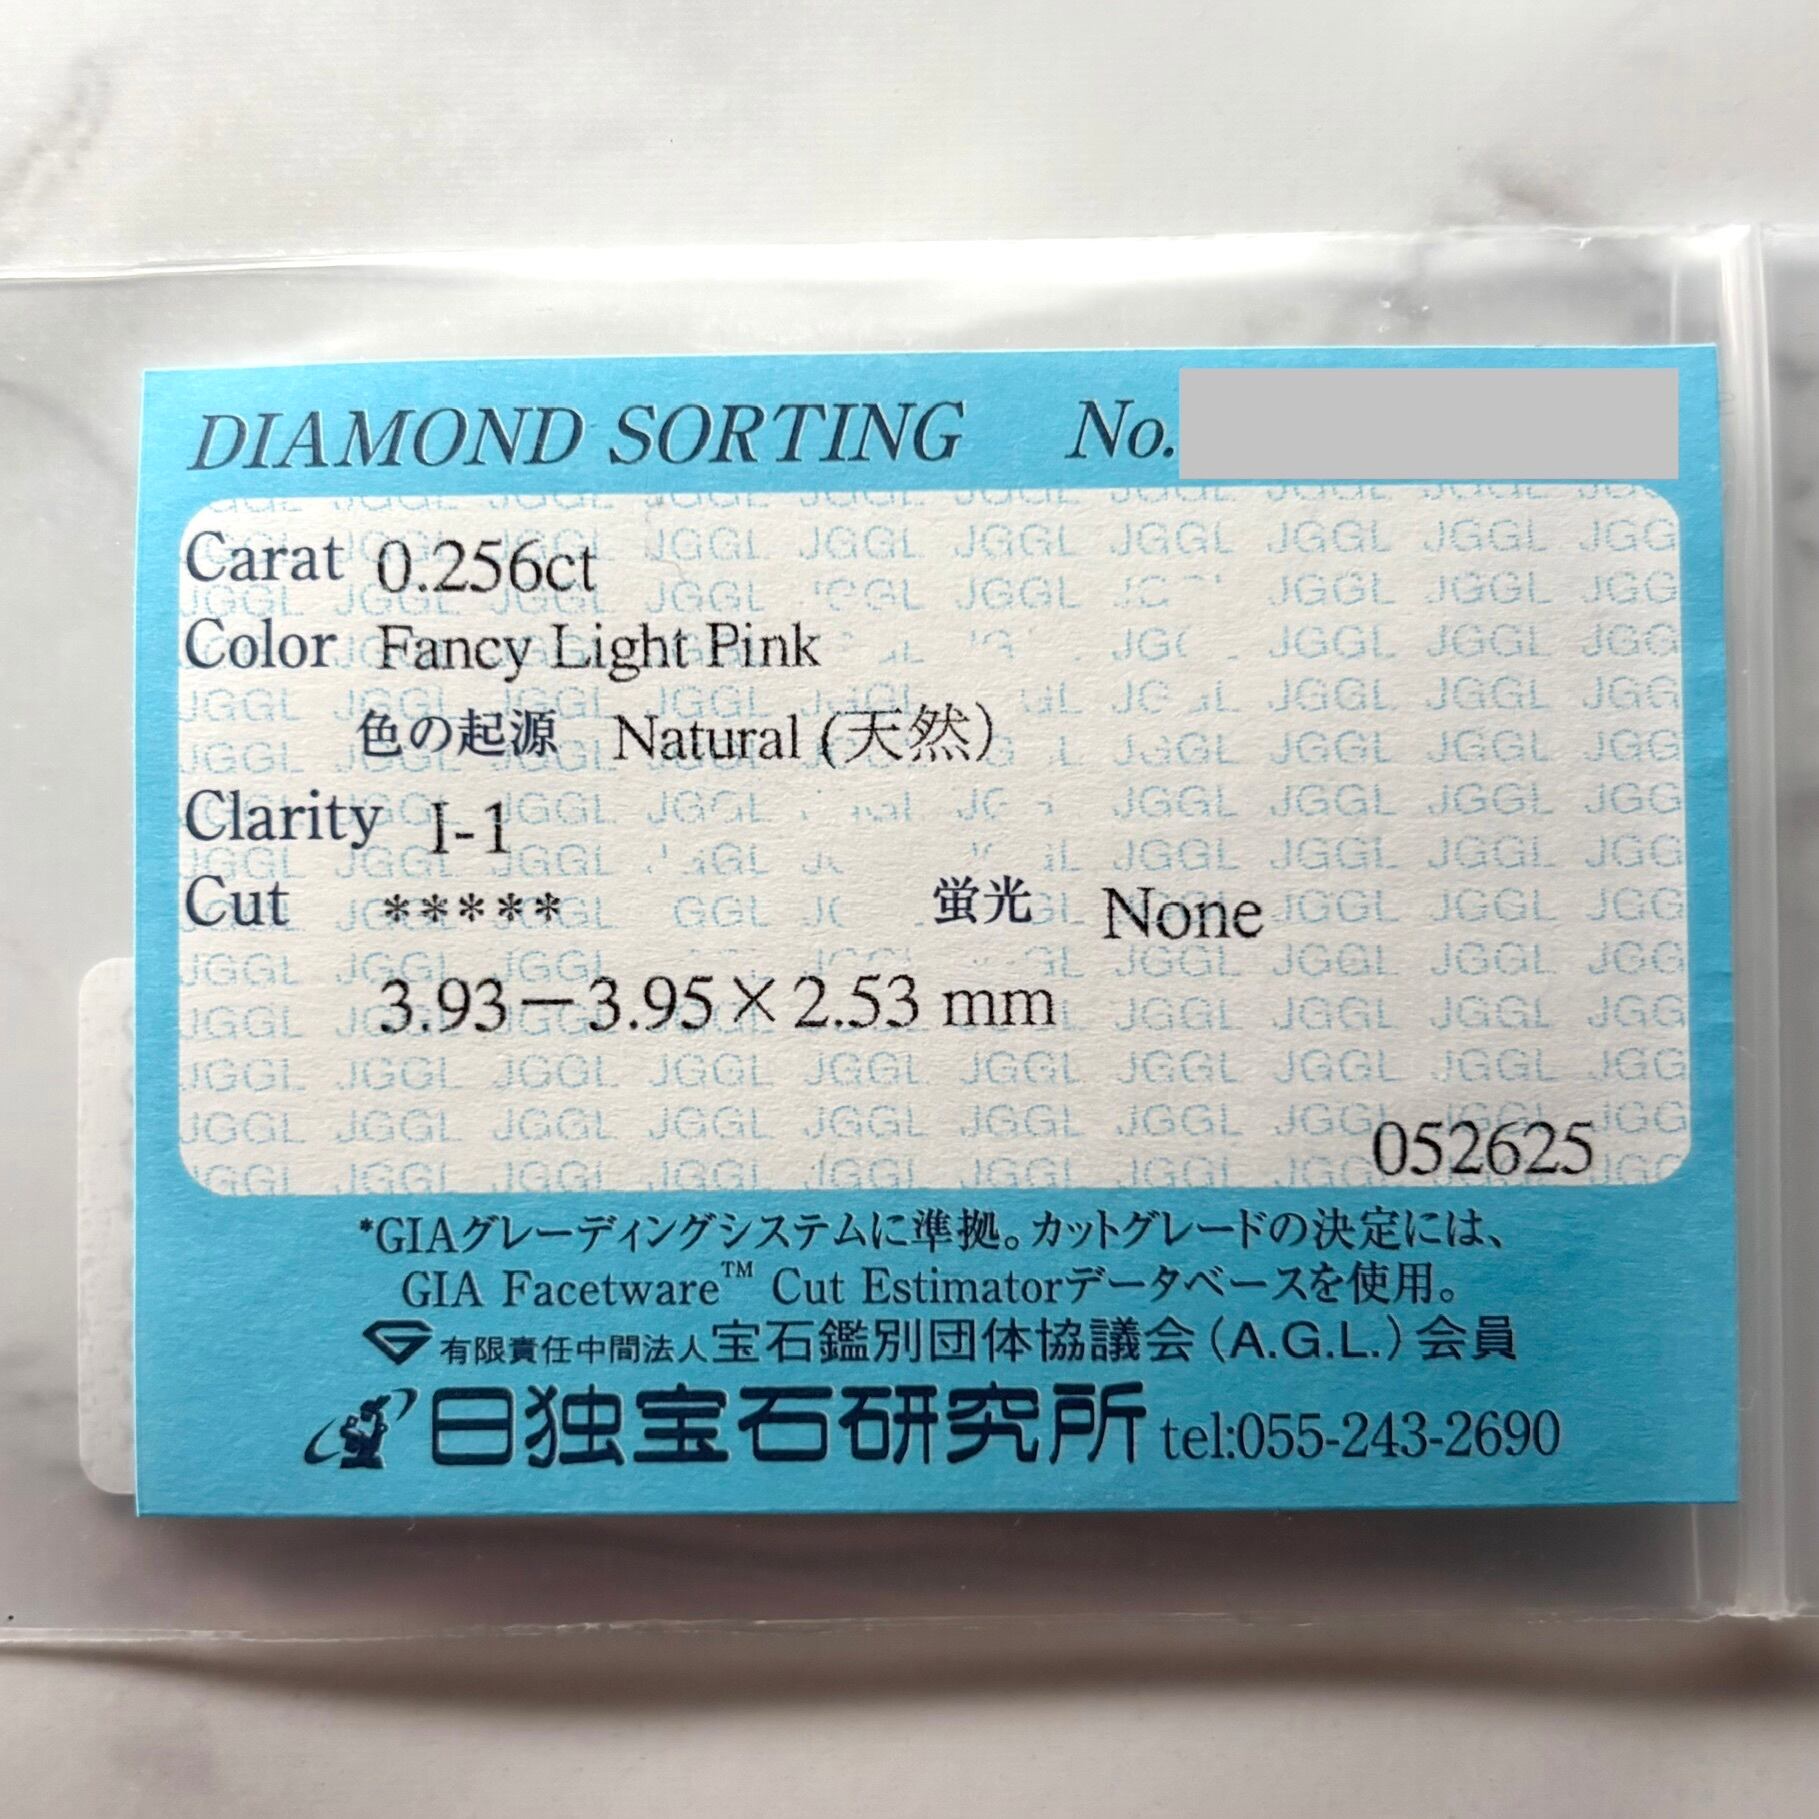 DIAMOND SORTING No.
Carat 0.256ct
Color Fancy Light Pink
色の起源 Natural (天然)
Clarity I-1
Cut ***** 蛍光 None
3.93－3.95×2.53 mm
052625
*GIAグレーディングシステムに準拠。カットグレードの決定には、
GIA Facetware™ Cut Estimatorデータベースを使用。
有限責任中間法人宝石鑑別団体協議会（A.G.L.）会員
日独宝石研究所 tel:055-243-2690